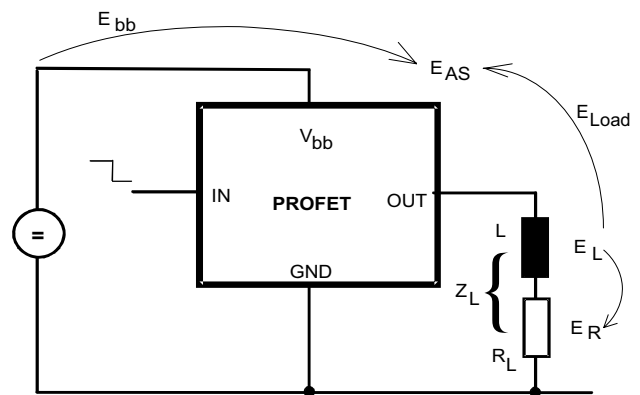 E bb
E AS
E Load
V bb
IN
PROFET
OUT
=
L
E L
GND
Z L {
E R
R L